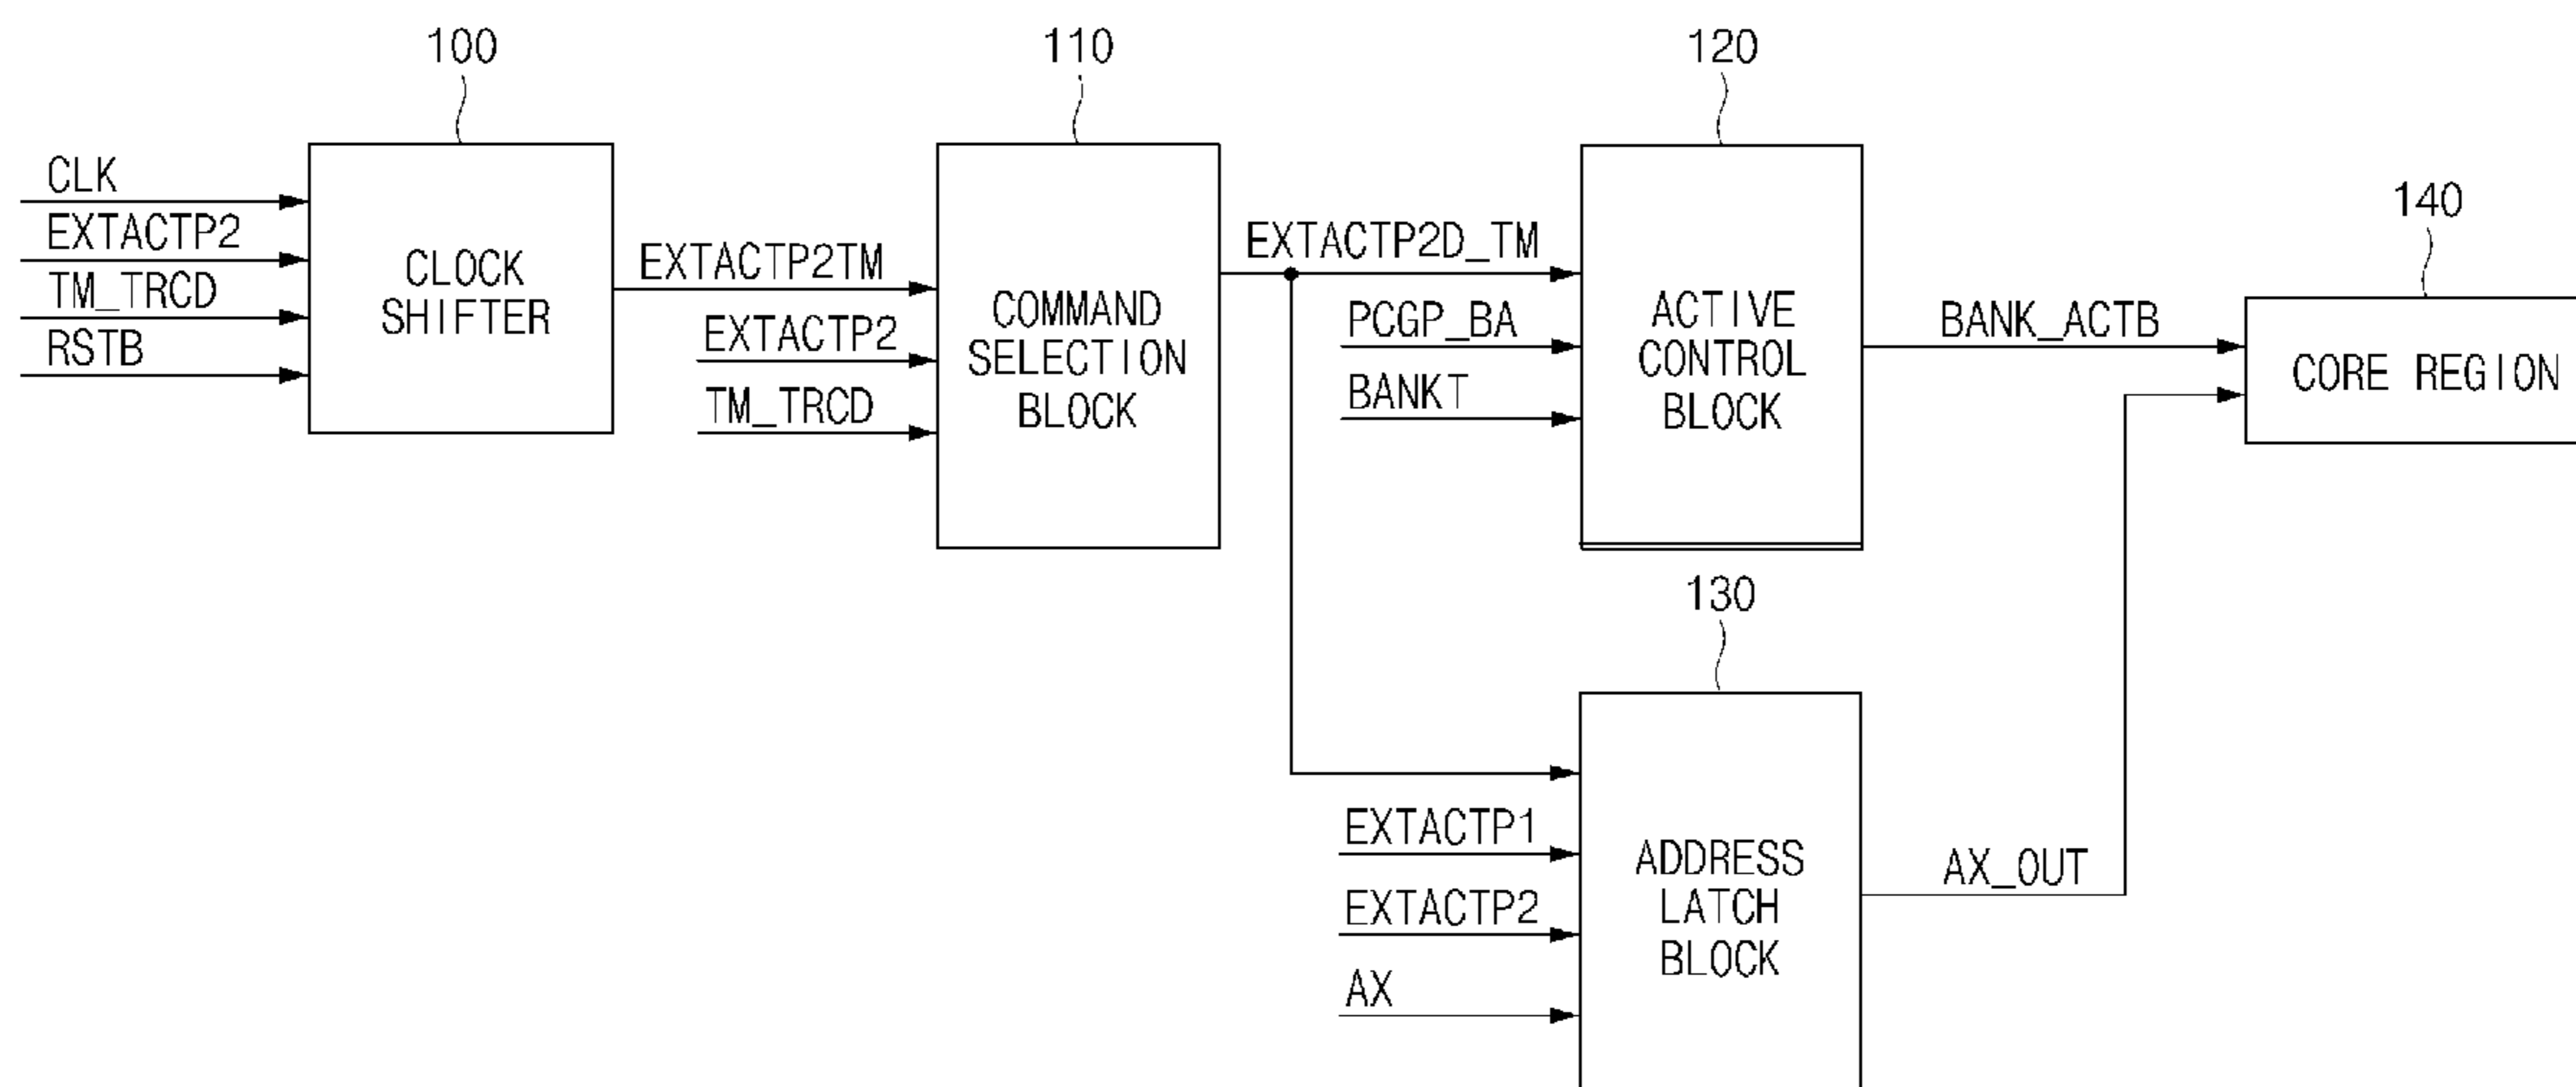 100
110
120
140
CLK
EXTACTP2
TM_TRCD
RSTB
CLOCK
SHIFTER
EXTACTP2TM
EXTACTP2
TM_TRCD
COMMAND
SELECTION
BLOCK
EXTACTP2D_TM
PCGP_BA
BANKT
ACTIVE
CONTROL
BLOCK
BANK_ACTB
CORE REGION
130
EXTACTP1
EXTACTP2
AX
ADDRESS
LATCH
BLOCK
AX_OUT